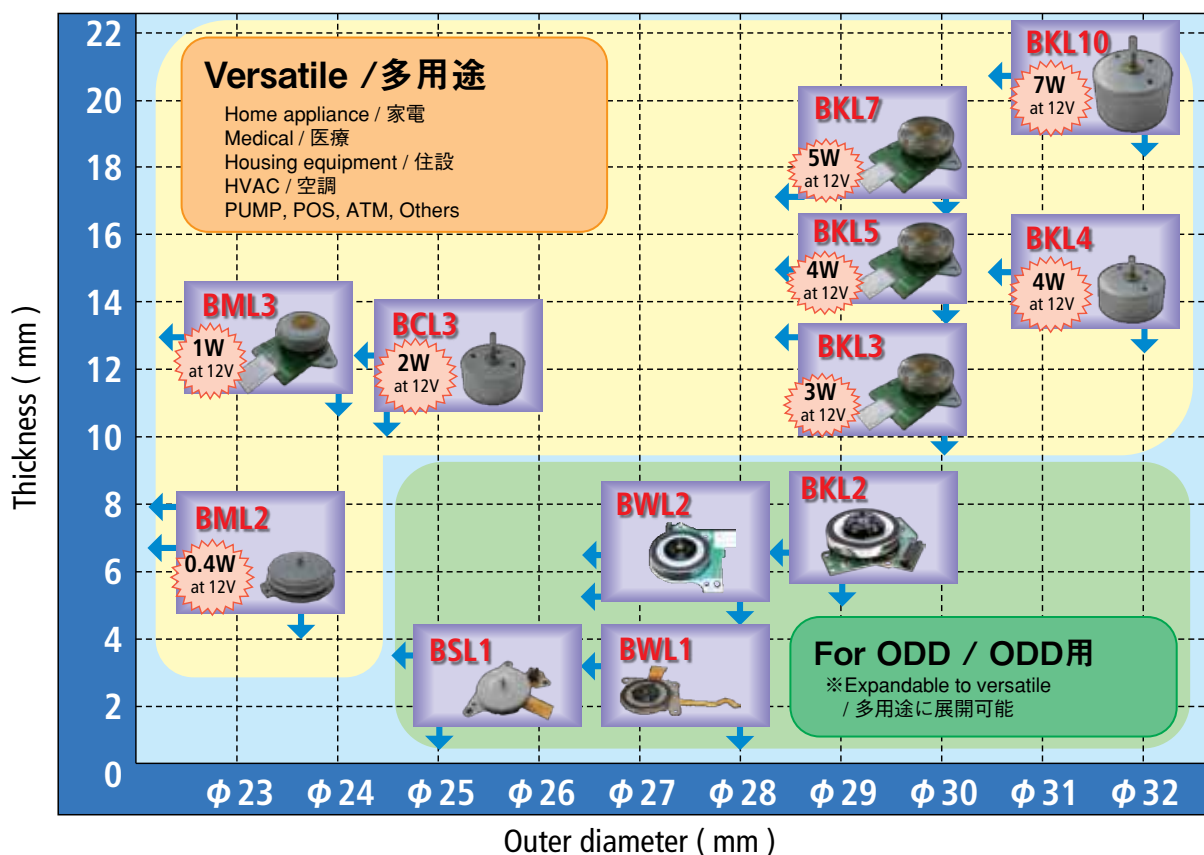 Thickness ( mm )
22
20
18
16
14
12
10
8
6
4
2
0
Versatile /多用途
Home appliance / 家電
Medical / 医療
Housing equipment / 住設
HVAC / 空調
PUMP, POS, ATM, Others
BKL10
7W
at 12V
BKL7
5W
at 12V
BKL5
4W
at 12V
BKL4
4W
at 12V
BML3
1W
at 12V
BCL3
2W
at 12V
BKL3
3W
at 12V
BML2
0.4W
at 12V
BWL2
BKL2
BSL1
BWL1
For ODD / ODD用
※Expandable to versatile
/ 多用途に展開可能
φ23 φ24 φ25 φ26 φ27 φ28 φ29 φ30 φ31 φ32
Outer diameter ( mm )